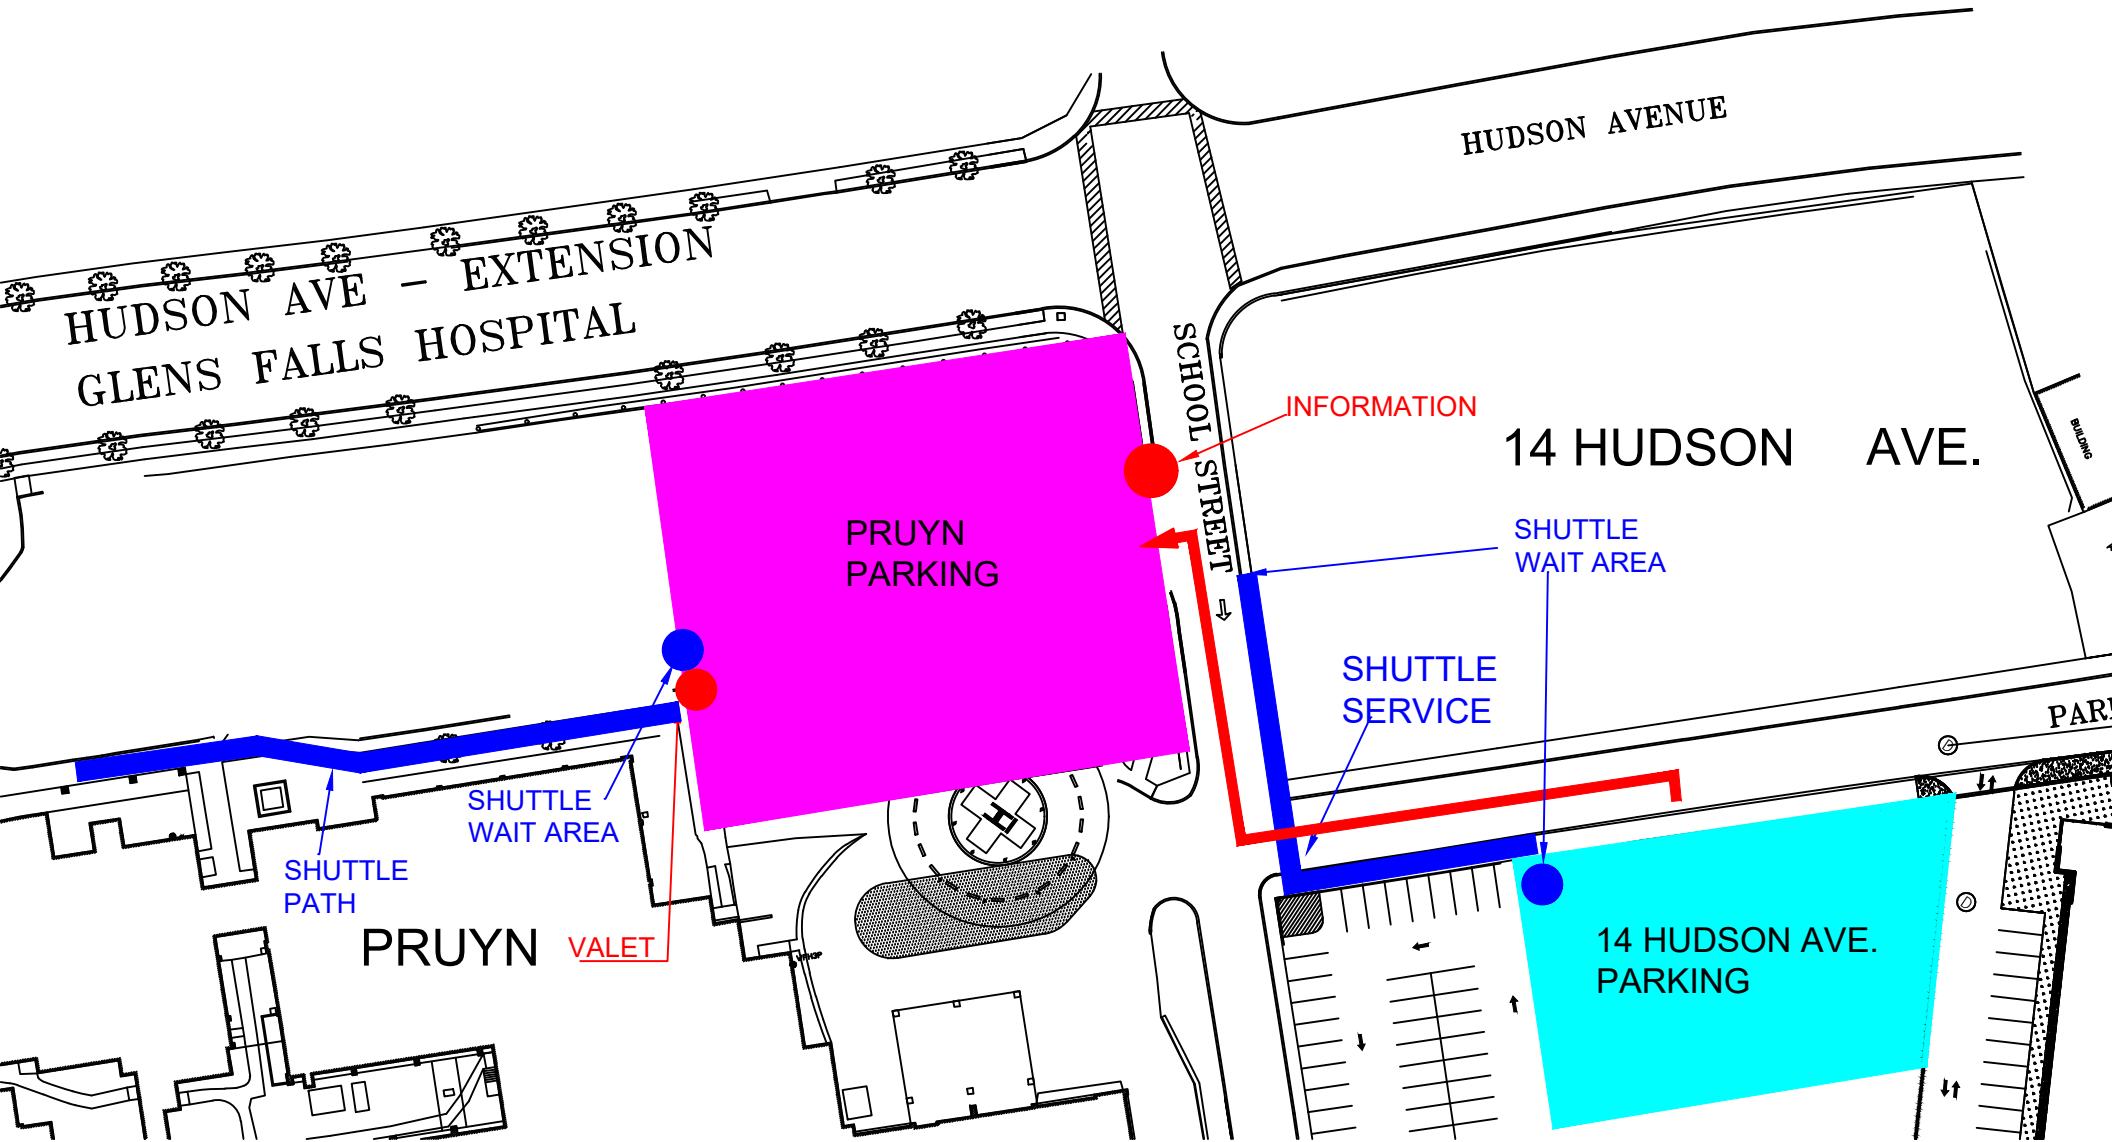 HUDSON AVENUE
HUDSON AVE - EXTENSION
GLENS FALLS HOSPITAL
SCHOOL STREET
INFORMATION
14 HUDSON AVE.
BUILDING
PRUYN
PARKING
SHUTTLE
WAIT AREA
SHUTTLE
SERVICE
SHUTTLE
WAIT AREA
SHUTTLE
PATH
PRUYN
VALET
H
14 HUDSON AVE.
PARKING